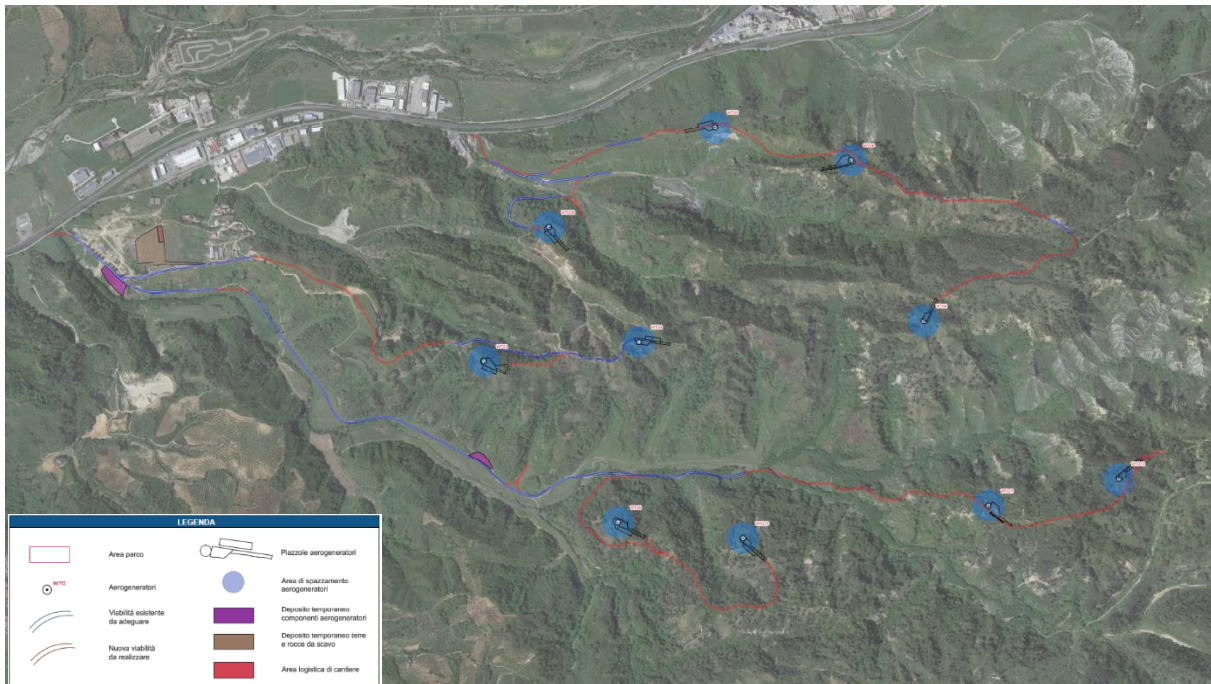 LEGENDA
Area parco
Piazzole aerogeneratori
WTG
Aerogeneratori
Area di spazzamento
aerogeneratori
Viabilità esistente
da adeguare
Deposito temporaneo
componenti aerogeneratori
Deposito temporaneo terre
e rocce da scavo
Nuova viabilità
da realizzare
Area logistica di cantiere